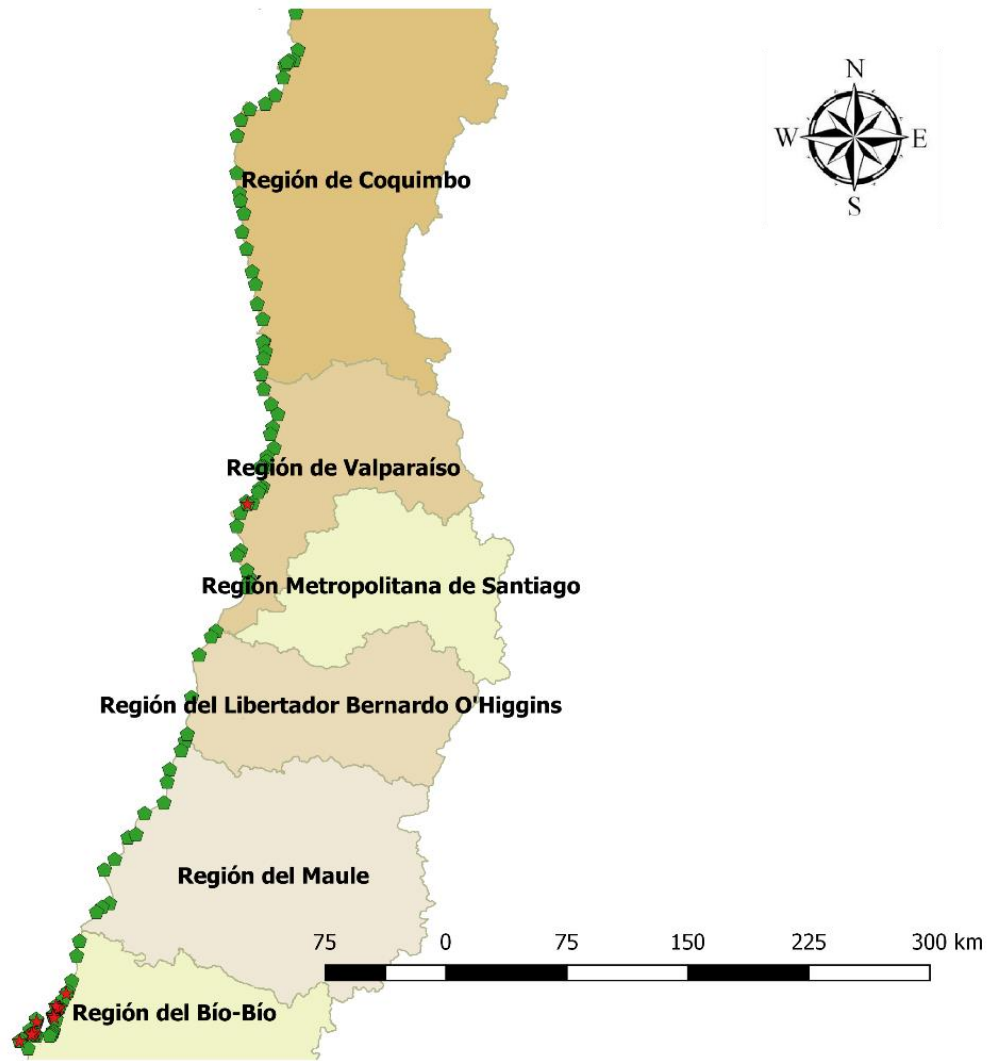 N
W E
S
Región de Coquimbo
Región de Valparaíso
Región Metropolitana de Santiago
Región del Libertador Bernardo O'Higgins
Región del Maule
75 0 75 150 225 300 km
Región del Bío-Bío